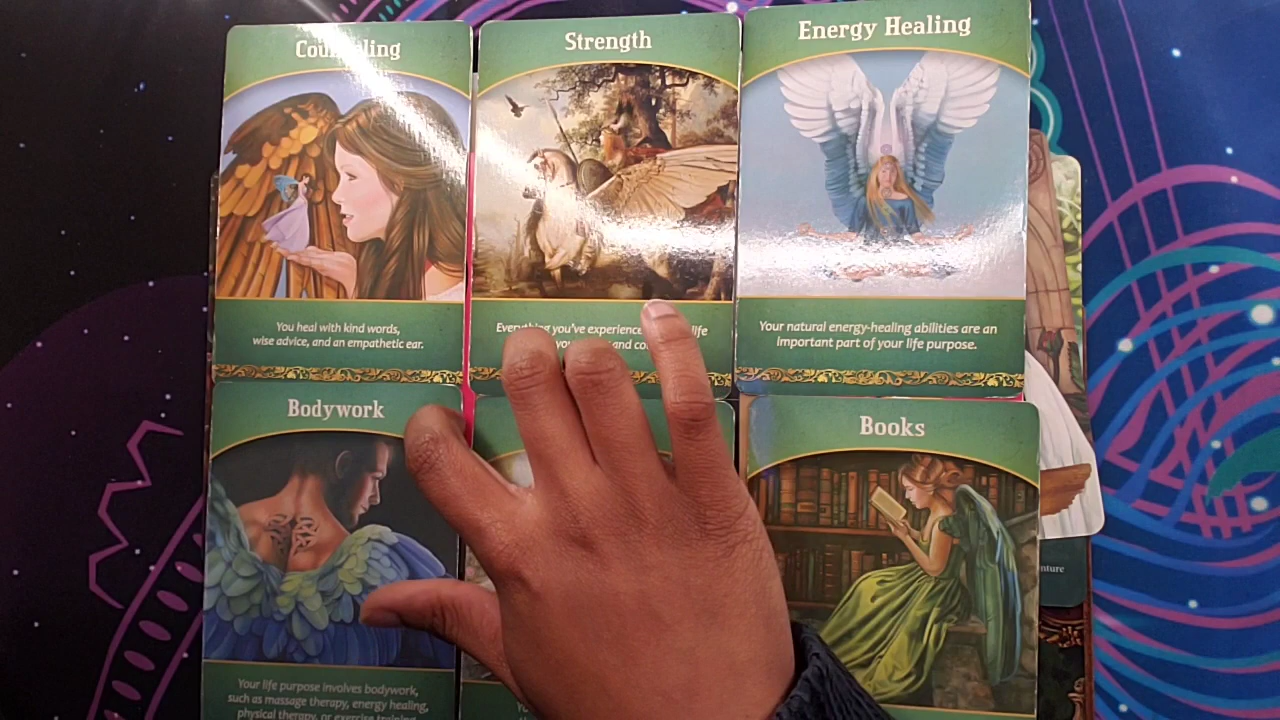 Strength
Energy Healing
You heal with kind words,
wise advice, and an empathetic ear.
Everything you've life
and
Your natural energy-healing abilities are an
important part of your life purpose.
Bodywork
Books
Your life purpose involves bodywork,
such as massage therapy, energy healing,
physical therapy, or exercise training,